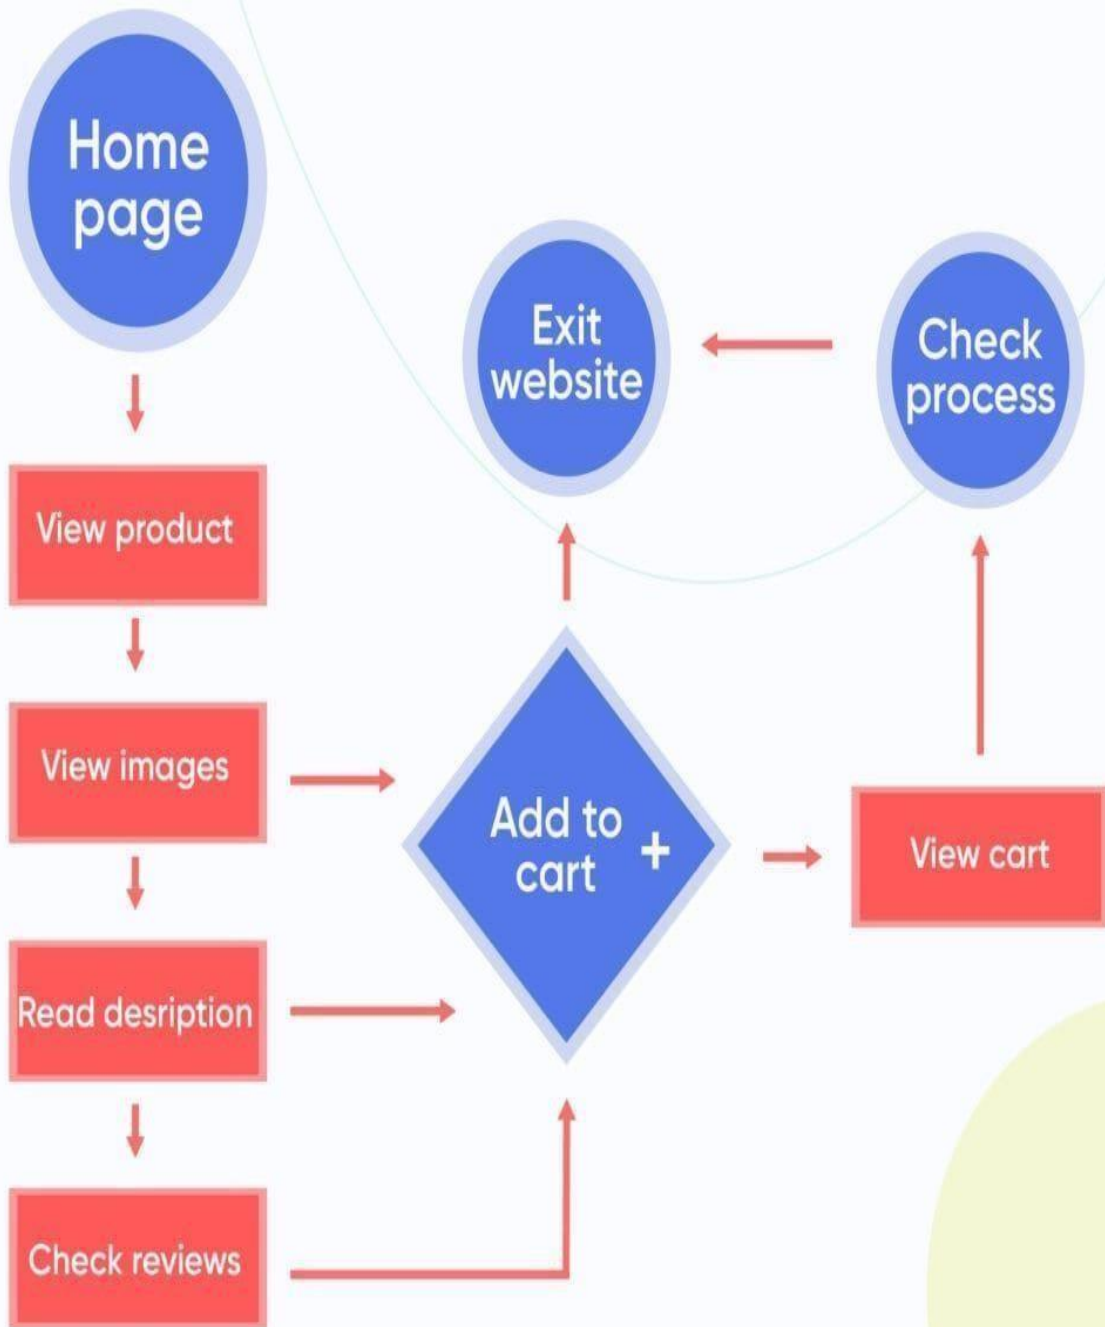 Home
page
View product
View images
Read desription
Check reviews
Exit
website
Add to
cart +
Check
process
View cart